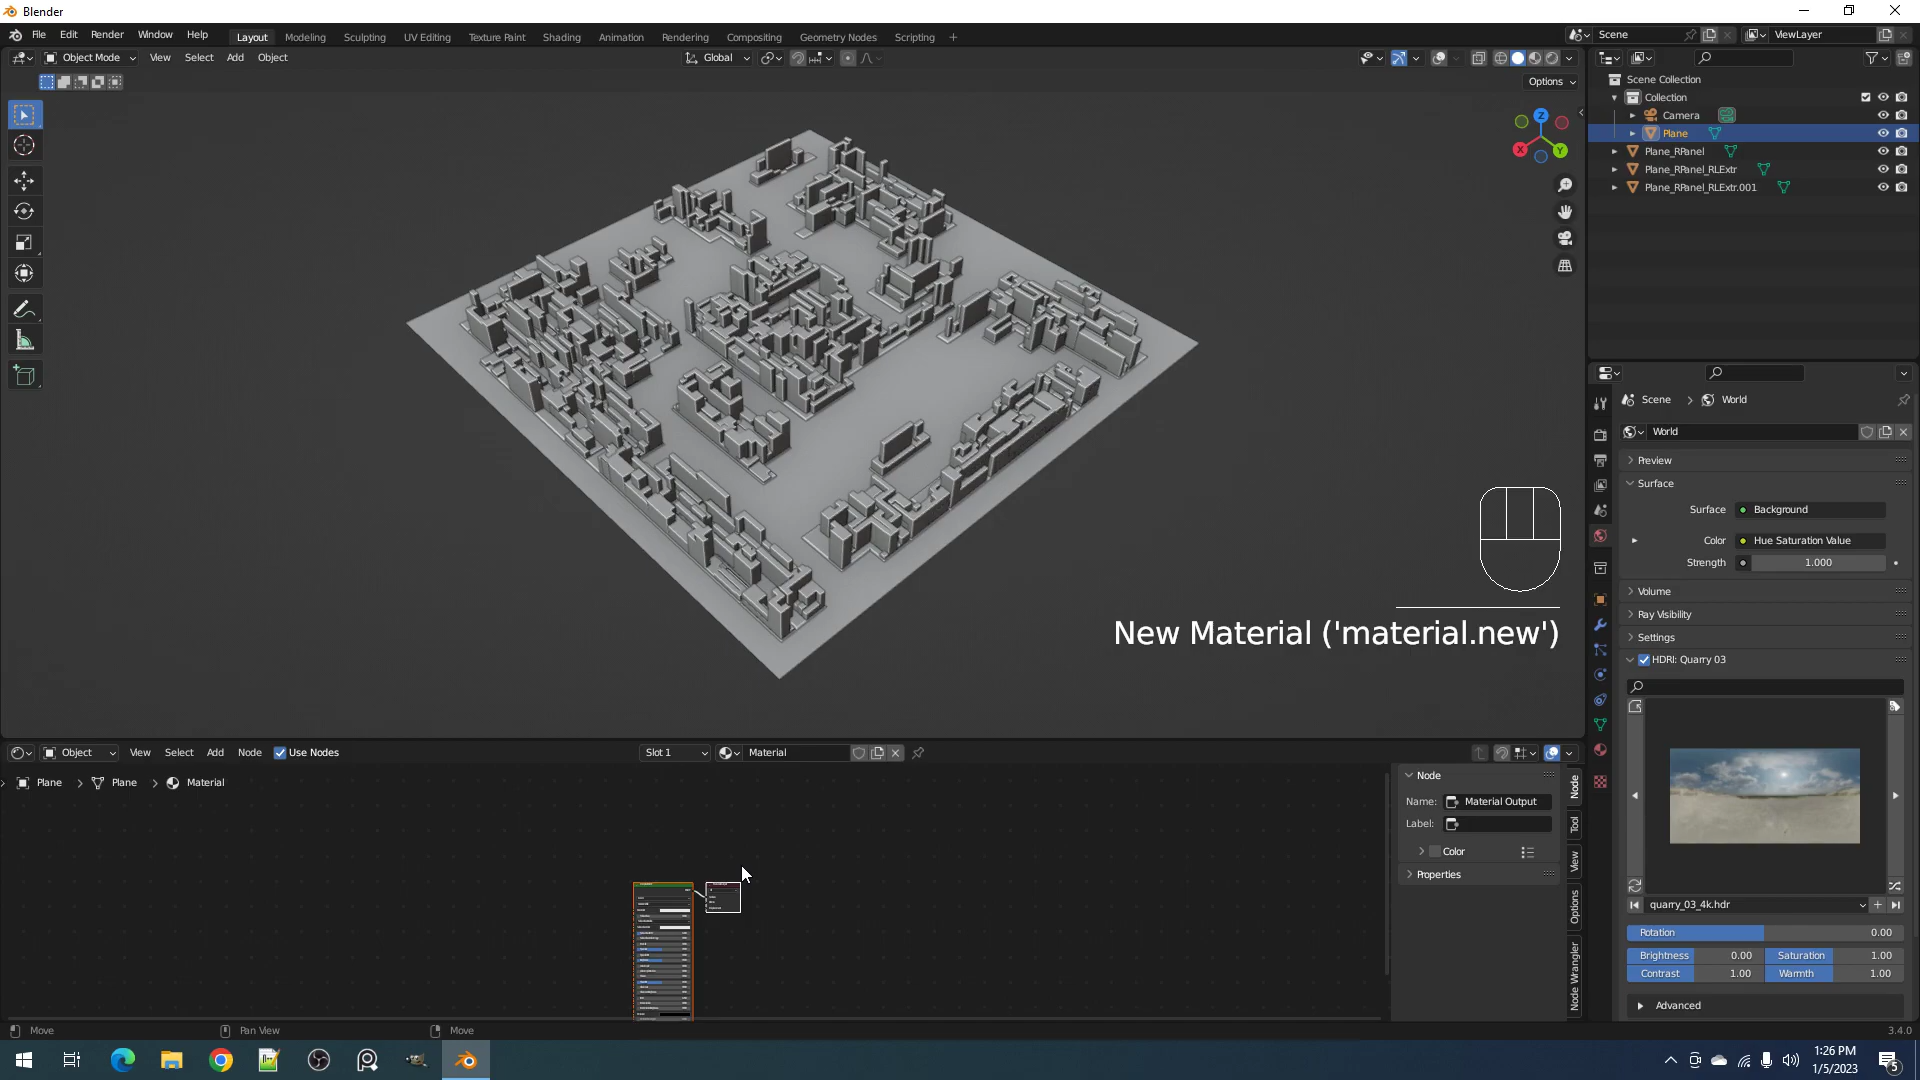 Blender
File Edit Render Window Help
Layout Modeling Sculpting UV Editing Texture Paint Shading Animation Rendering Compositing Geometry Nodes Scripting +
Scene
ViewLayer
Object Mode View Select Add Object
Global
Options
Scene Collection
Collection
Camera
Plane
Plane_RPanel
Plane_RPanel_RLExtr
Plane_RPanel_RLExtr.001
Z
X
Y
New Material ('material.new')
Scene > World
World
Preview
Surface
Surface Background
Color Hue Saturation Value
Strength 1.000
Volume
Ray Visibility
Settings
HDRI: Quarry 03
quarry_03_4k.hdr
Rotation 0.00
Brightness 0.00 Saturation 1.00
Contrast 1.00 Warmth 1.00
Advanced
Object View Select Add Node Use Nodes
Slot 1
Material
Plane > Plane > Material
Node
Name: Material Output
Label:
Color
Properties
Node
Tool
View
Options
Node Wrangler
Move
Pan View
Move
3.4.0
1:26 PM
1/5/2023
5